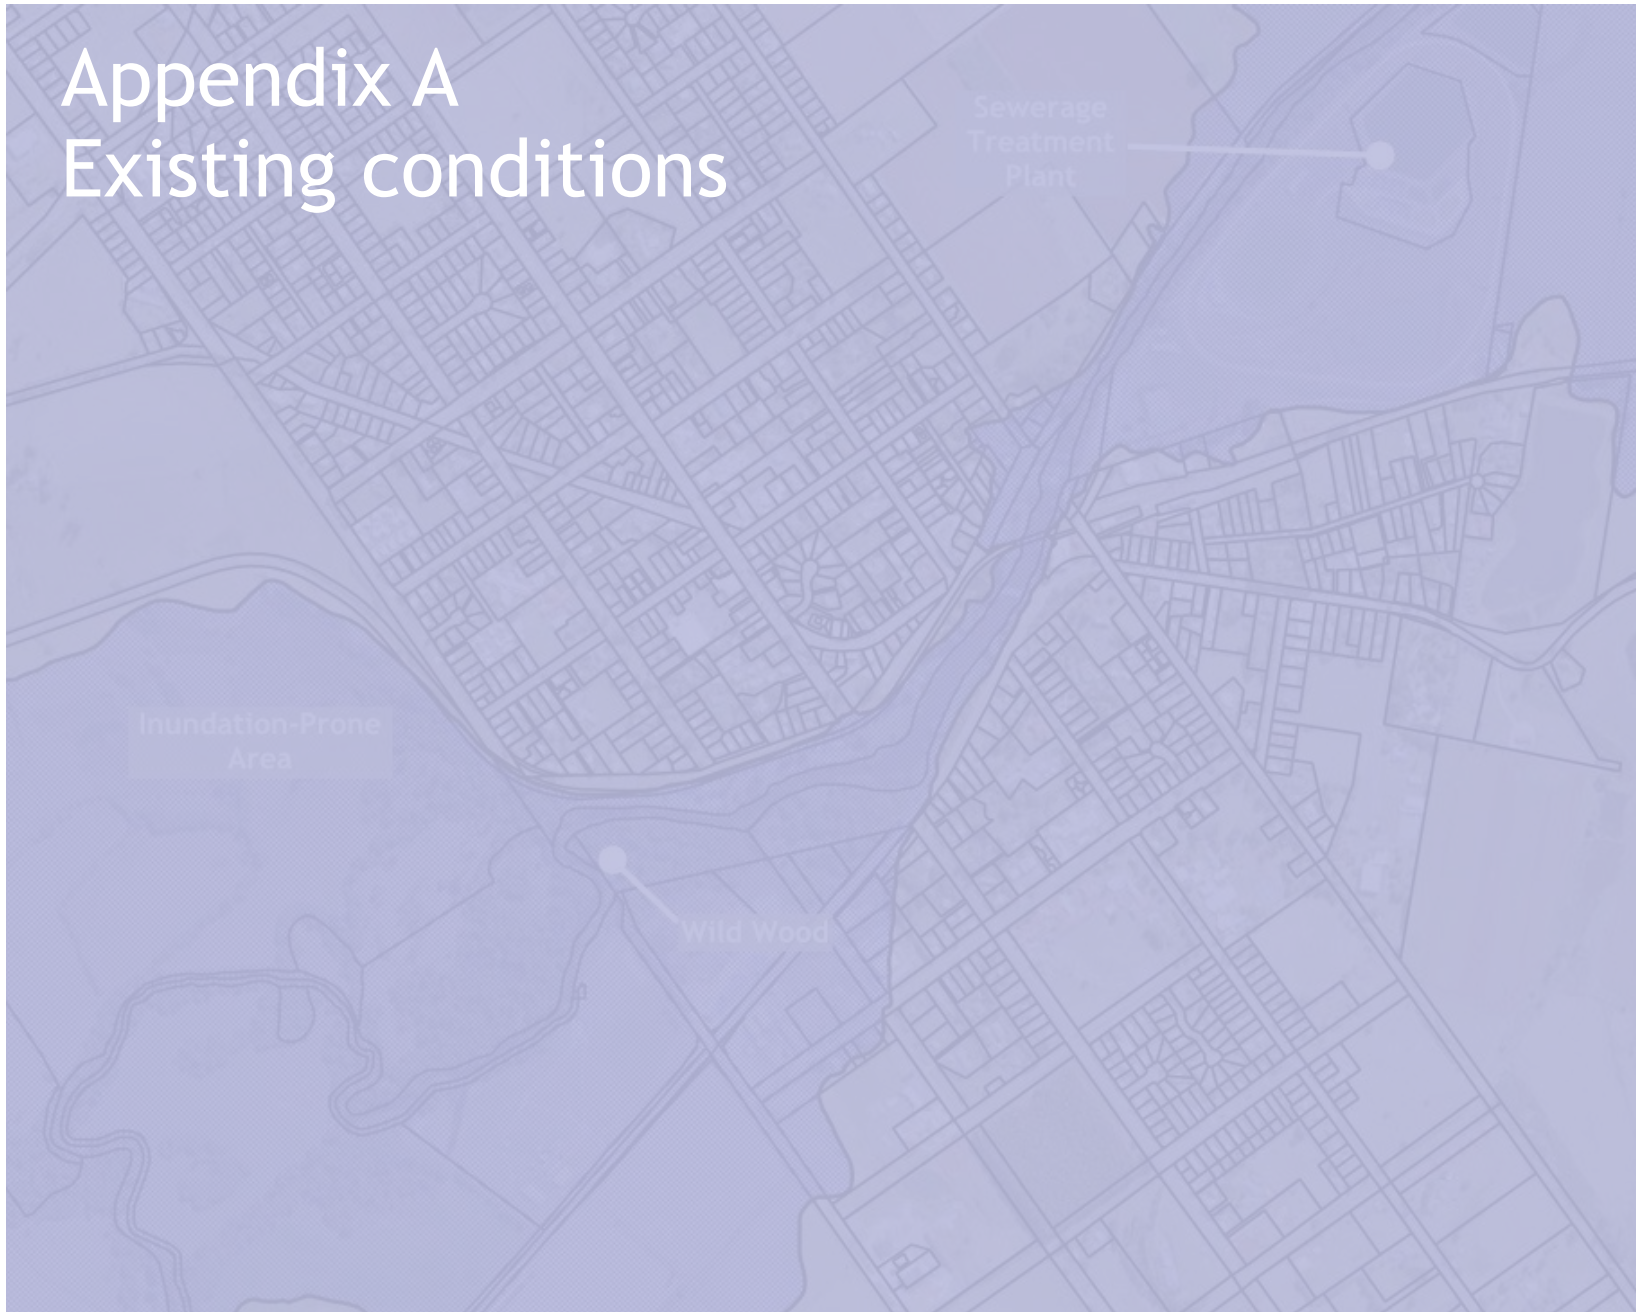 Appendix A
Existing conditions
Sewerage
Treatment
Plant
Inundation-Prone
Area
Wild Wood